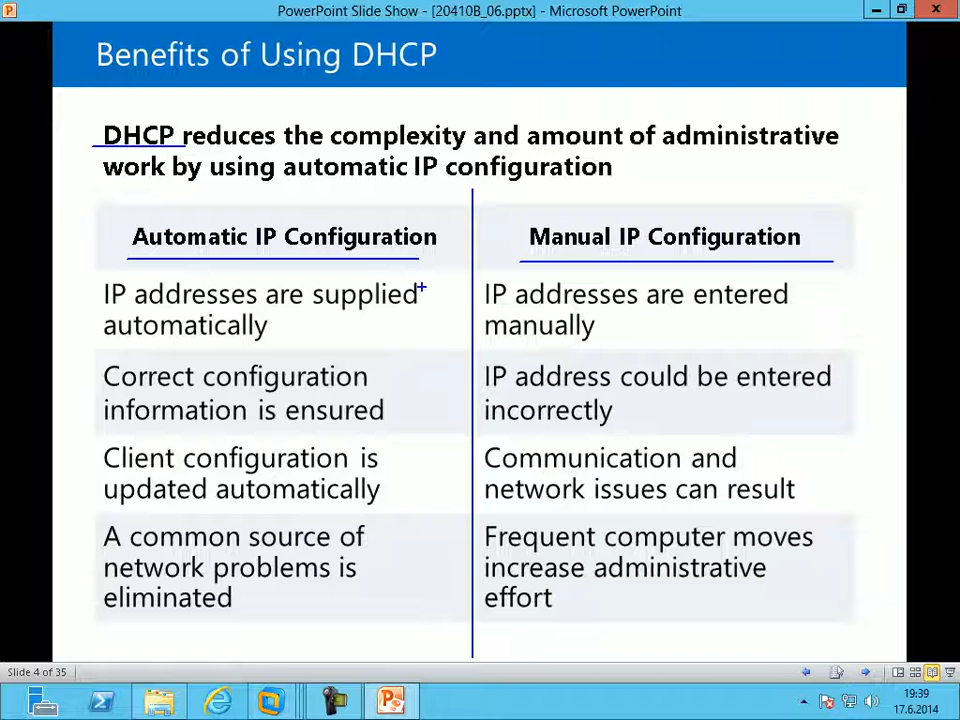 PowerPoint Slide Show - [20410B_06.pptx] - Microsoft PowerPoint
Benefits of Using DHCP
DHCP reduces the complexity and amount of administrative
work by using automatic IP configuration
Automatic IP Configuration
Manual IP Configuration
IP addresses are supplied
automatically
IP addresses are entered
manually
Correct configuration
information is ensured
IP address could be entered
incorrectly
Client configuration is
updated automatically
Communication and
network issues can result
A common source of
network problems is
eliminated
Frequent computer moves
increase administrative
effort
Slide 4 of 35
19:39
17.6.2014